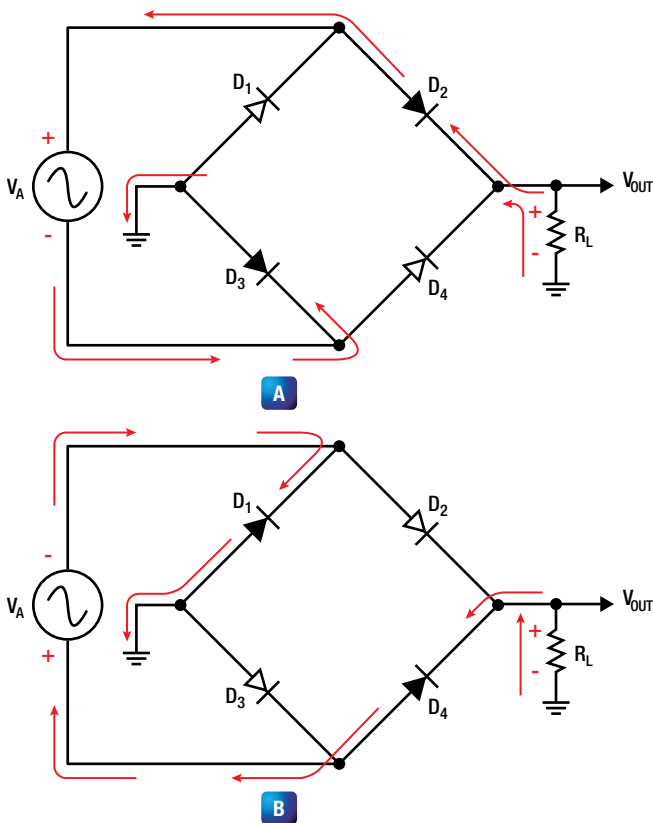 D1
D2
+
VA
-
VOUT
+
-
RL
D3
D4
A
D1
D2
-
VA
+
VOUT
+
-
RL
D3
D4
B